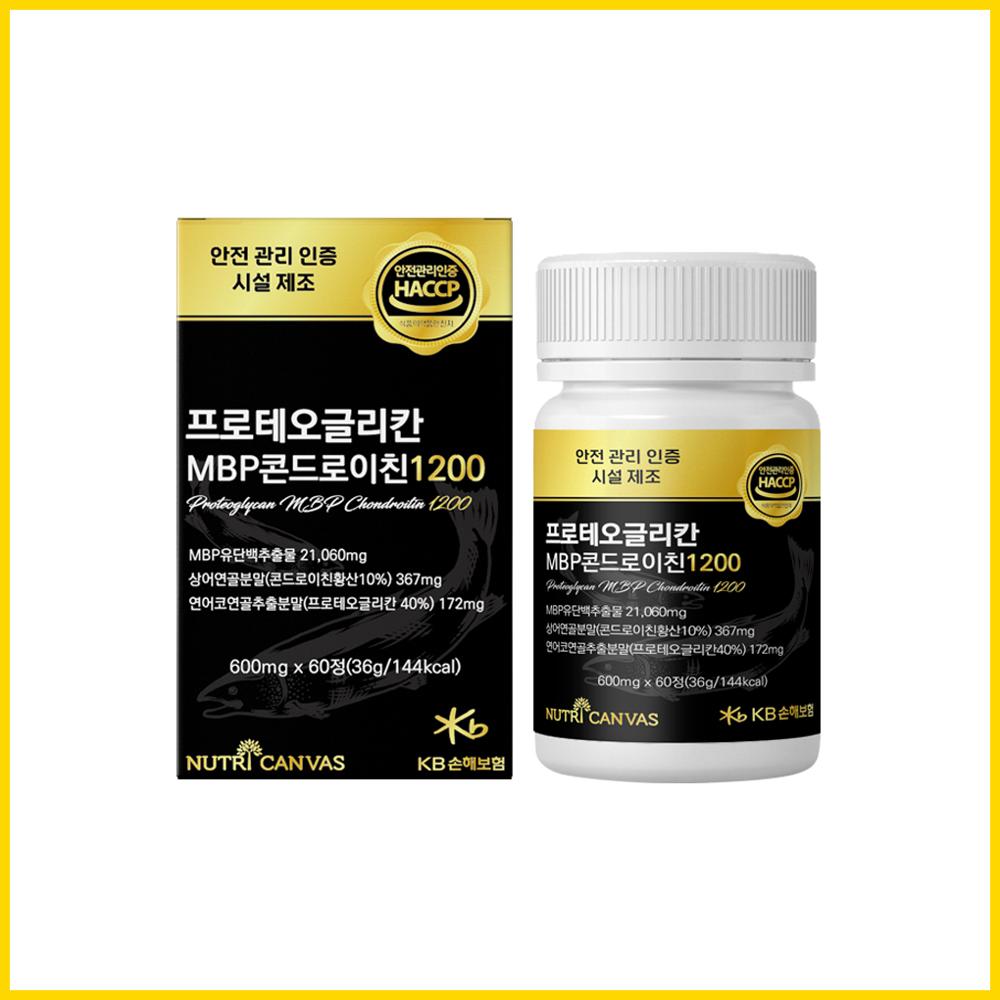 안전 관리 인증
시설 제조
안전관리인증
HACCP
프로테오글리칸
MBP콘드로이친1200
Proteoglycan MBP Chondroitin 1200
MBP유단백추출물 21,060mg
상어연골분말(콘드로이친황산10%) 367mg
연어코연골추출분말(프로테오글리칸 40%) 172mg
600mg x 60정(36g/144kcal)
NUTRI CANVAS
Kb
KB손해보험
안전 관리 인증
시설 제조
안전관리인증
HACCP
프로테오글리칸
MBP콘드로이친1200
Proteoglycan MBP Chondroitin 1200
MBP유단백추출물 21,060mg
상어연골분말(콘드로이친황산10%) 367mg
연어코연골추출분말(프로테오글리칸40%) 172mg
600mg x 60정(36g/144kcal)
NUTRI CANVAS
Kb KB손해보험